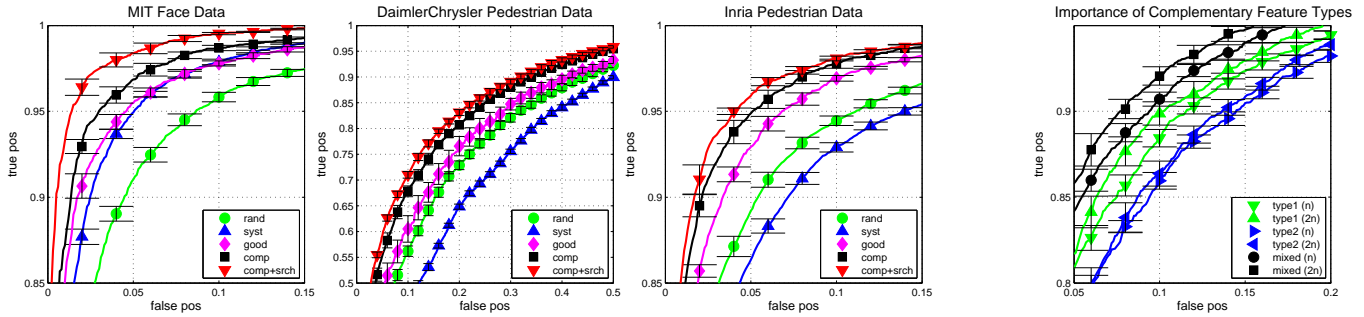 MIT Face Data
1
0.95
0.9
0.85
0
0.05
0.1
0.15
true pos
false pos
rand
syst
good
comp
comp+srch
DaimlerChrysler Pedestrian Data
0.95
0.9
0.85
0.8
0.75
0.7
0.65
0.6
0.55
0.5
0.1
0.2
0.3
0.4
0.5
true pos
false pos
rand
syst
good
comp
comp+srch
Inria Pedestrian Data
1
0.95
0.9
0.85
0
0.05
0.1
0.15
true pos
false pos
rand
syst
good
comp
comp+srch
Importance of Complementary Feature Types
0.9
0.8
0.05
0.1
0.15
0.2
true pos
false pos
type1 (n)
type1 (2n)
type2 (n)
type2 (2n)
mixed (n)
mixed (2n)